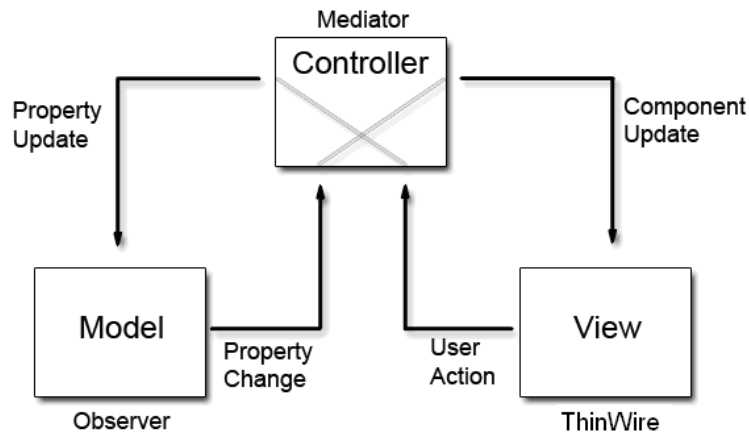 Mediator
Controller
Property
Update
Component
Update
Model
View
Property
Change
User
Action
Observer
ThinWire